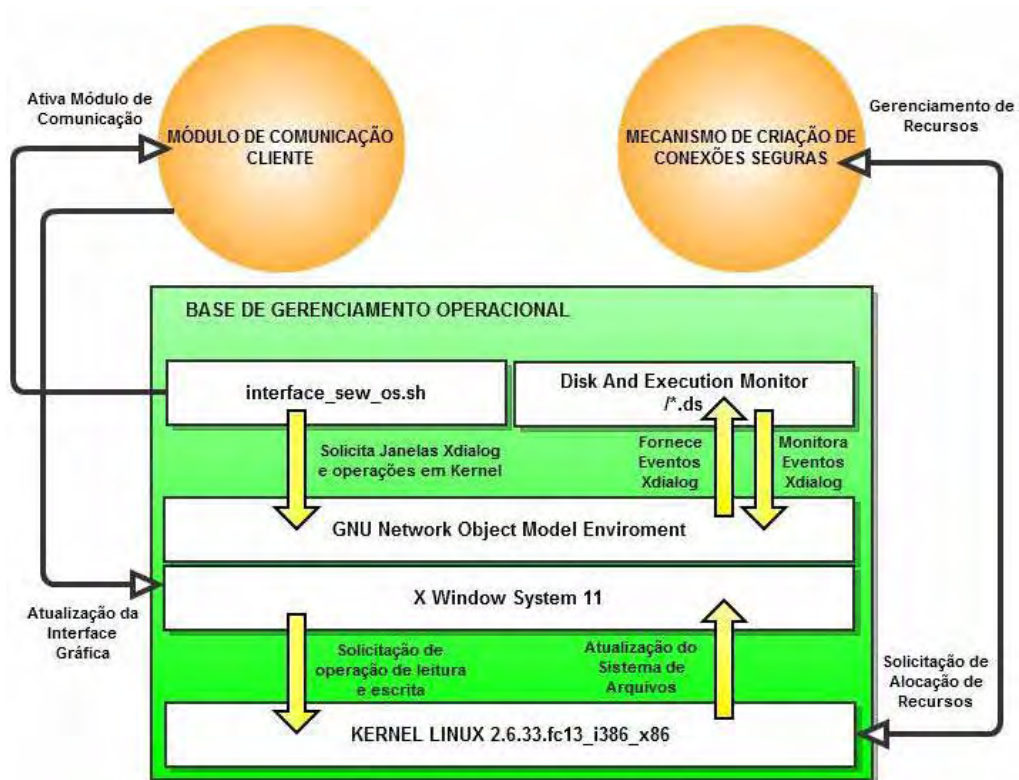 Ativa Módulo de
Comunicação
MÓDULO DE COMUNICAÇÃO
CLIENTE
MECANISMO DE CRIAÇÃO DE
CONEXÕES SEGURAS
Gerenciamento de
Recursos
BASE DE GERENCIAMENTO OPERACIONAL
interface_sew_os.sh
Disk And Execution Monitor
/*.ds
Solicita Janelas Xdialog
e operações em Kernel
Fornece
Eventos
Xdialog
Monitora
Eventos
Xdialog
GNU Network Object Model Enviroment
X Window System 11
Atualização da
Interface
Gráfica
Solicitação de
operação de leitura
e escrita
Atualização do
Sistema de
Arquivos
Solicitação de
Alocação de
Recursos
KERNEL LINUX 2.6.33.fc13_i386_x86